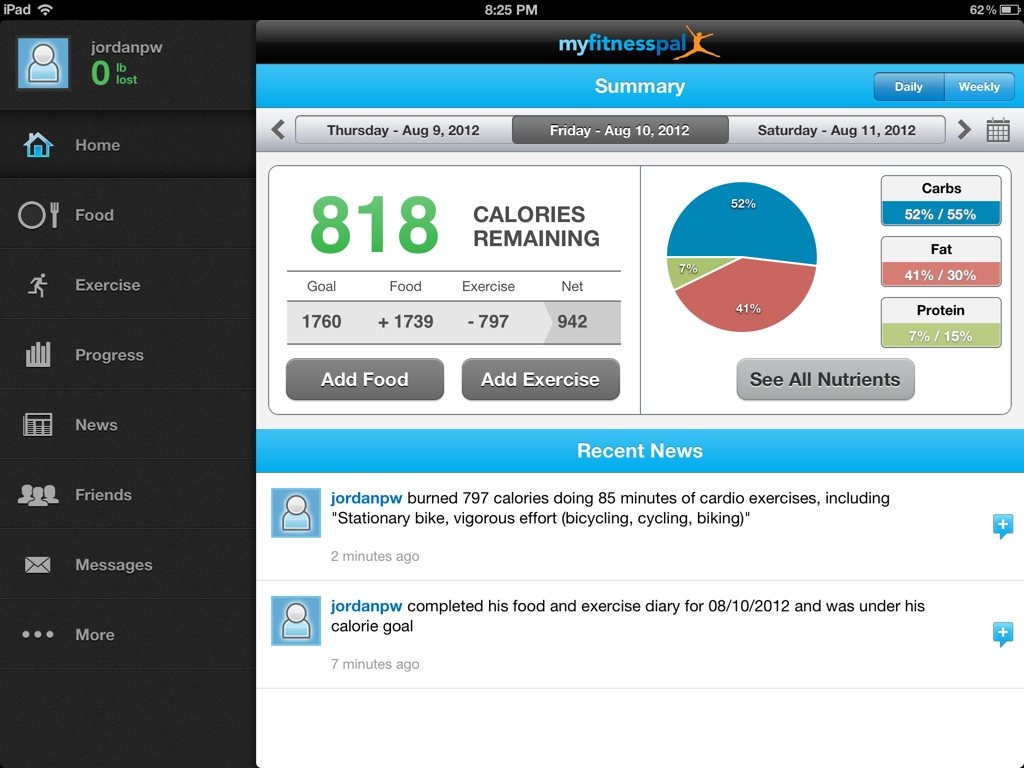 iPad
8:25 PM
62%
jordanpw
0 lb lost
Home
Food
Exercise
Progress
News
Friends
Messages
More
myfitnesspal
Summary
Daily
Weekly
Thursday - Aug 9, 2012
Friday - Aug 10, 2012
Saturday - Aug 11, 2012
818 CALORIES REMAINING
Goal Food Exercise Net
1760 + 1739 - 797 942
Add Food
Add Exercise
52%
7%
41%
Carbs
52% / 55%
Fat
41% / 30%
Protein
7% / 15%
See All Nutrients
Recent News
jordanpw burned 797 calories doing 85 minutes of cardio exercises, including
"Stationary bike, vigorous effort (bicycling, cycling, biking)"
2 minutes ago
jordanpw completed his food and exercise diary for 08/10/2012 and was under his
calorie goal
7 minutes ago